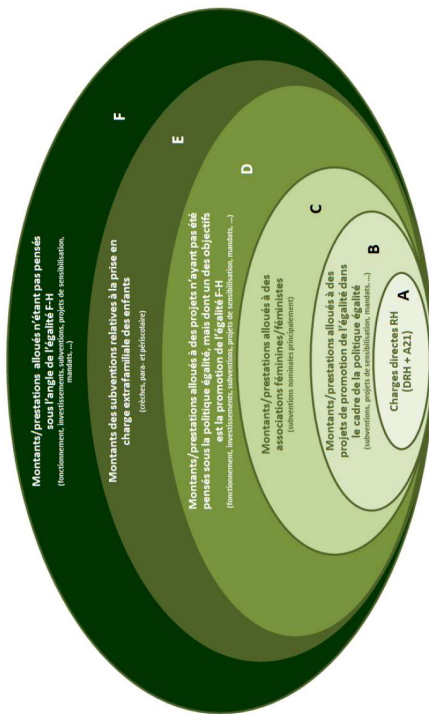 Montants/prestations alloués n'étant pas pensés
sous l'angle de l'égalité F-H
(fonctionnement, investissements, subventions, projets de sensibilisation,
mandats, ...)
F
Montants des subventions relatives à la prise en
charge extrafamiliale des enfants
(crèches, para- et périscolaire)
E
Montants/prestations alloués à des projets n'ayant pas été
pensés sous la politique égalité, mais dont un des objectifs
est la promotion de l'égalité F-H
(fonctionnement, investissements, subventions, projets de sensibilisation, mandats, ...)
D
Montants/prestations alloués à des
associations féminines/féministes
(subventions nominales principalement)
C
Montants/prestations alloués à des
projets de promotion de l'égalité dans
le cadre de la politique égalité
(subventions, projets de sensibilisation, mandats, ...)
B
A
Charges directes RH
(DRH + A21)